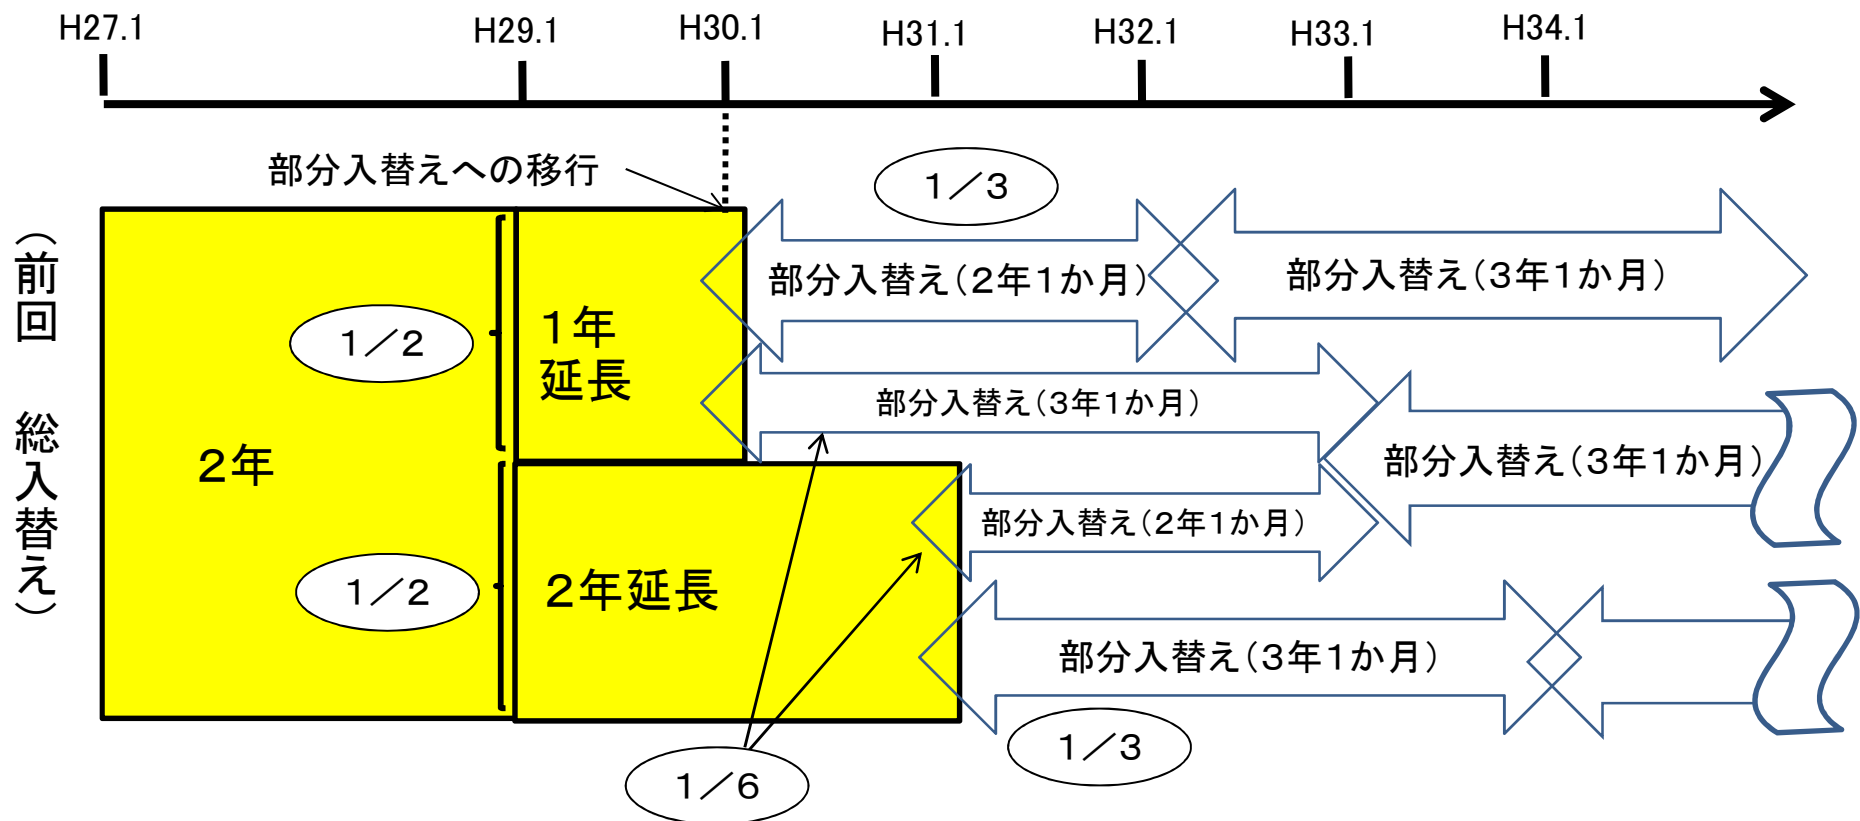 H27.1
H29.1
H30.1
H31.1
H32.1
H33.1
H34.1
部分入替えへの移行
1／3
(前回　総入替え)
2年
1／2
1年
延長
部分入替え(2年1か月)
部分入替え(3年1か月)
部分入替え(3年1か月)
部分入替え(3年1か月)
1／2
2年延長
部分入替え(2年1か月)
部分入替え(3年1か月)
1／6
1／3